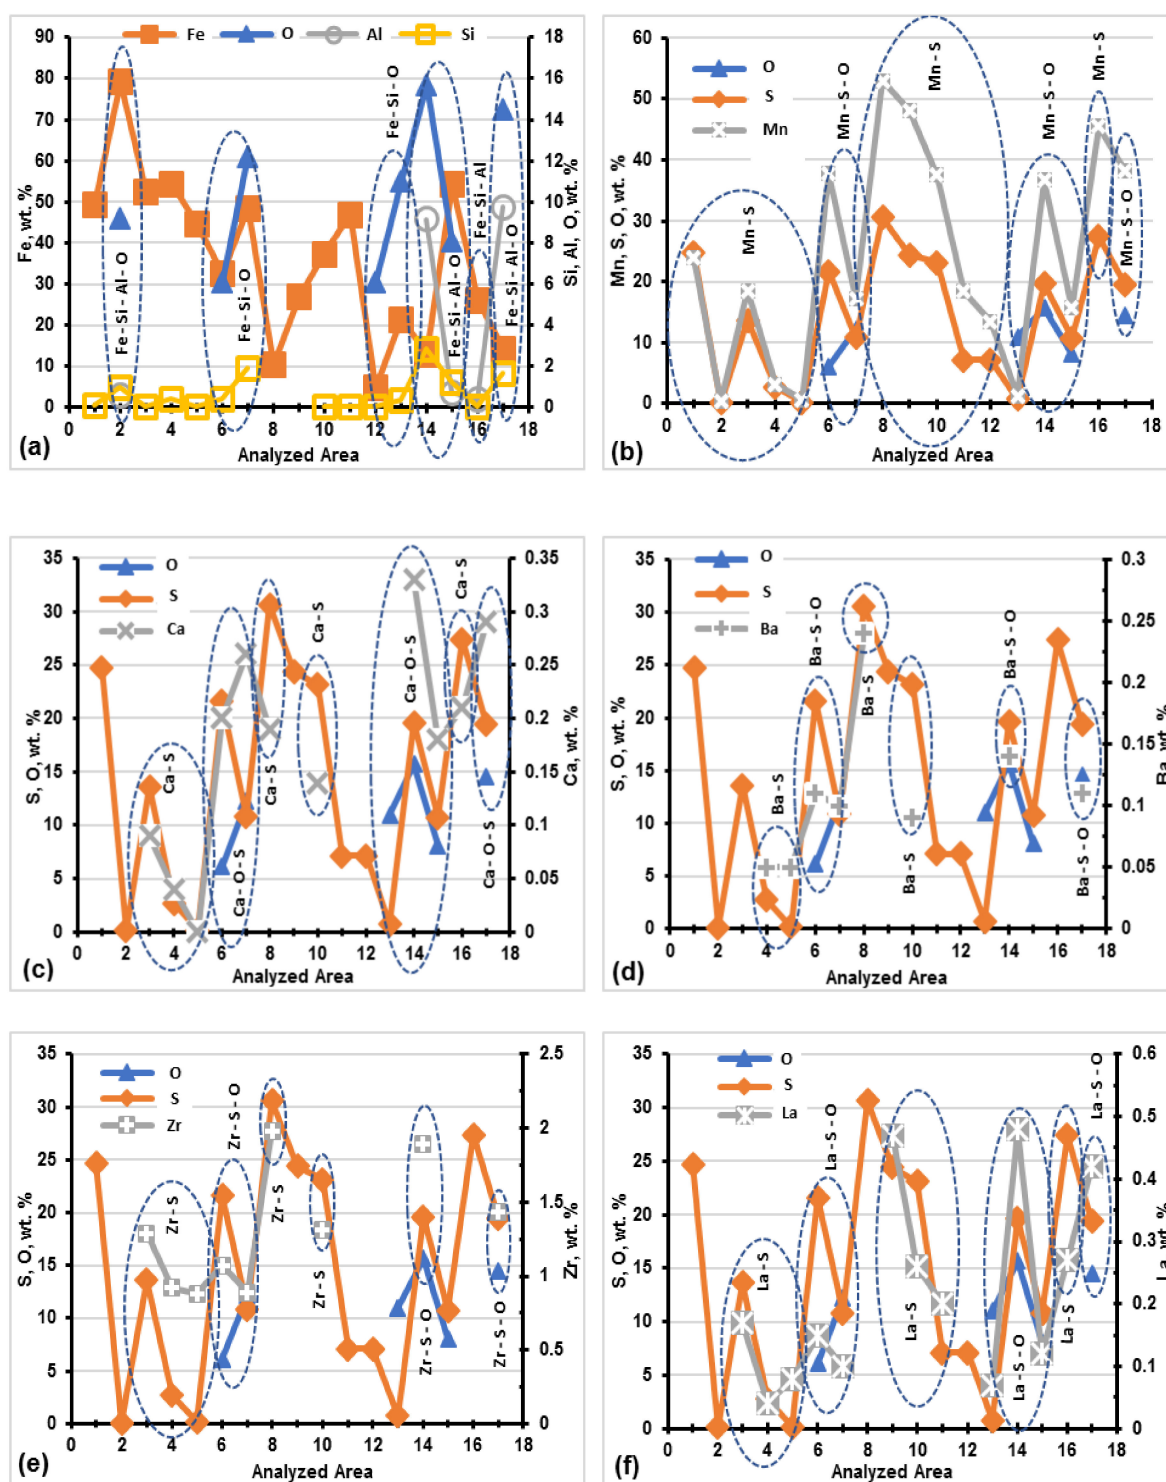 Fe O Al Si
90 80 70 60 50 40 30 20 10 0
Fe, wt. %
18 16 14 12 10 8 6 4 2 0
Si, Al, O, wt. %
0 2 4 6 8 10 12 14 16 18
Analyzed Area
(a)
Fe - Si - Al - O
Fe - Si - O
Fe - Si - O
Fe - Si - Al - O
Fe - Si - Al
Fe - Si - Al - O
O
S
Mn
60 50 40 30 20 10 0
Mn, S, O, wt. %
0 2 4 6 8 10 12 14 16 18
Analyzed Area
(b)
Mn - S
Mn - S - O
Mn - S
Mn - S - O
Mn - S
Mn - S - O
O
S
Ca
35 30 25 20 15 10 5 0
S, O, wt. %
0.35 0.3 0.25 0.2 0.15 0.1 0.05 0
Ca, wt. %
0 2 4 6 8 10 12 14 16 18
Analyzed Area
(c)
Ca - S
Ca - O - S
Ca - S
Ca - S
Ca - O - S
Ca - S
Ca - O - S
O
S
Ba
35 30 25 20 15 10 5 0
S, O, wt. %
0.3 0.25 0.2 0.15 0.1 0.05 0
Ba, wt. %
0 2 4 6 8 10 12 14 16 18
Analyzed Area
(d)
Ba - S
Ba - S - O
Ba - S
Ba - S
Ba - S - O
Ba - S - O
O
S
Zr
35 30 25 20 15 10 5 0
S, O, wt. %
2.5 2 1.5 1 0.5 0
Zr, wt. %
0 2 4 6 8 10 12 14 16 18
Analyzed Area
(e)
Zr - S
Zr - S - O
Zr - S
Zr - S
Zr - S - O
Zr - S - O
O
S
La
35 30 25 20 15 10 5 0
S, O, wt. %
0.6 0.5 0.4 0.3 0.2 0.1 0
La, wt. %
0 2 4 6 8 10 12 14 16 18
Analyzed Area
(f)
La - S
La - S - O
La - S
La - S - O
La - S
La - S - O